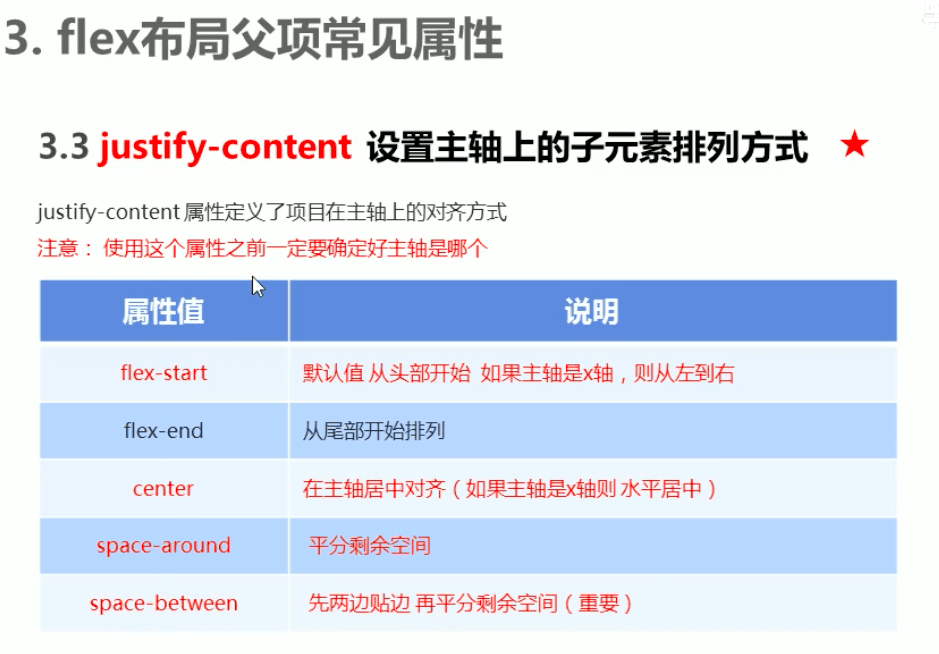 3. flex布局父项常见属性
3.3 justify-content 设置主轴上的子元素排列方式 ★
justify-content 属性定义了项目在主轴上的对齐方式
注意： 使用这个属性之前一定要确定好主轴是哪个
属性值 说明
flex-start 默认值 从头部开始 如果主轴是x轴，则从左到右
flex-end 从尾部开始排列
center 在主轴居中对齐（如果主轴是x轴则 水平居中）
space-around 平分剩余空间
space-between 先两边贴边 再平分剩余空间（重要）